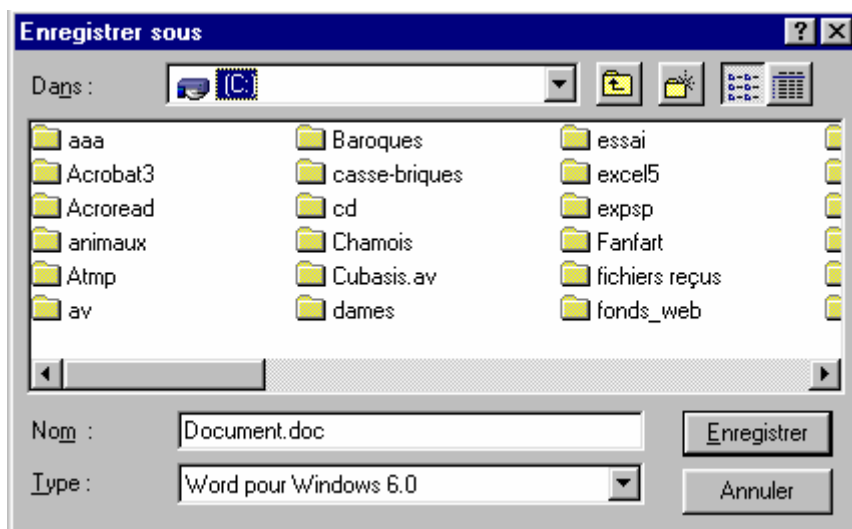 Enregistrer sous
Dans :
(C:)
aaa
Acrobat3
Acroread
animaux
Atmp
av
Baroques
casse-briques
cd
Chamois
Cubasis.av
dames
essai
excel5
expsp
Fanfart
fichiers reçus
fonds_web
Nom :
Document.doc
Enregistrer
Type :
Word pour Windows 6.0
Annuler